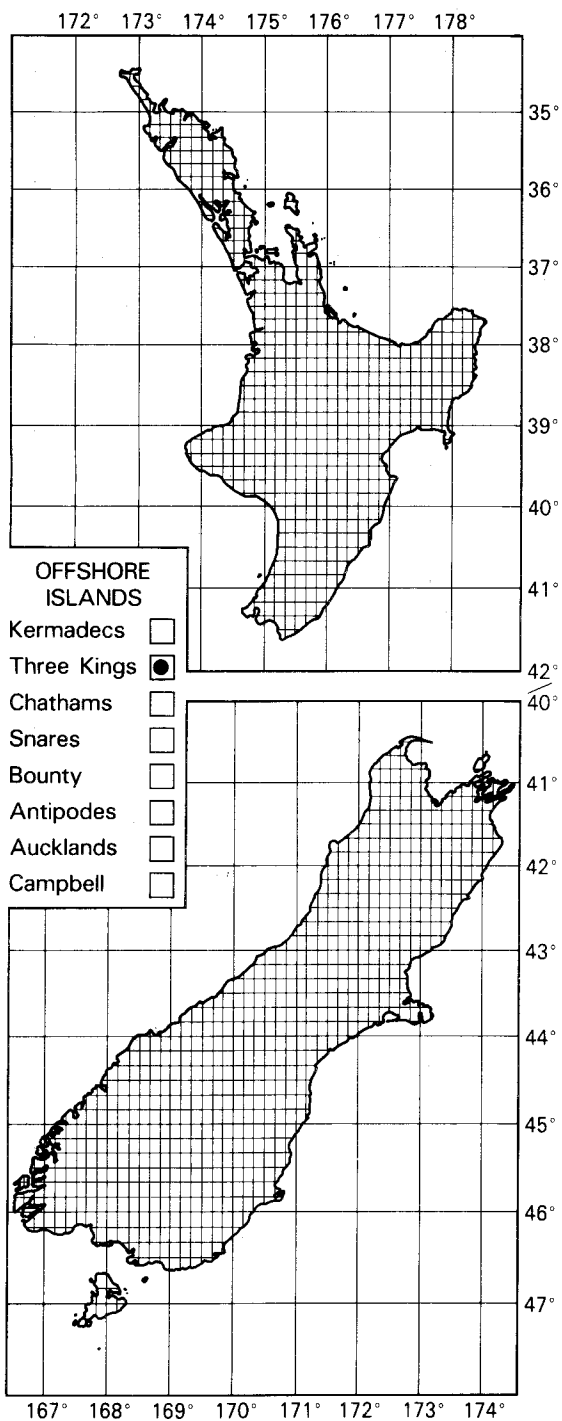 172° 173° 174° 175° 176° 177° 178°
35°
36°
37°
38°
39°
40°
41°
42°
OFFSHORE
ISLANDS
Kermadecs
Three Kings
Chathams
Snares
Bounty
Antipodes
Aucklands
Campbell
40°
41°
42°
43°
44°
45°
46°
47°
167° 168° 169° 170° 171° 172° 173° 174°